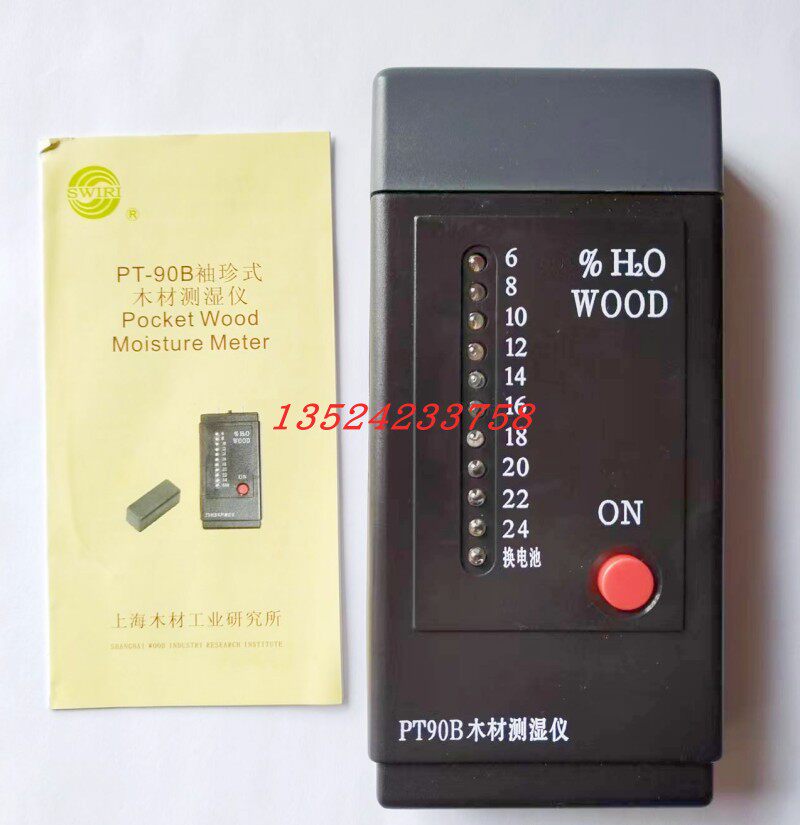 SWIRI
®
PT-90B袖珍式
木材测湿仪
Pocket Wood
Moisture Meter
% H₂O
WOOD
ON
上海木材工业研究所
SHANGHAI WOOD INDUSTRI RESEARCH INSTITUTE
13524233758
6
8
10
12
14
16
18
20
22
24
换电池
% H₂O
WOOD
ON
PT90B木材测湿仪